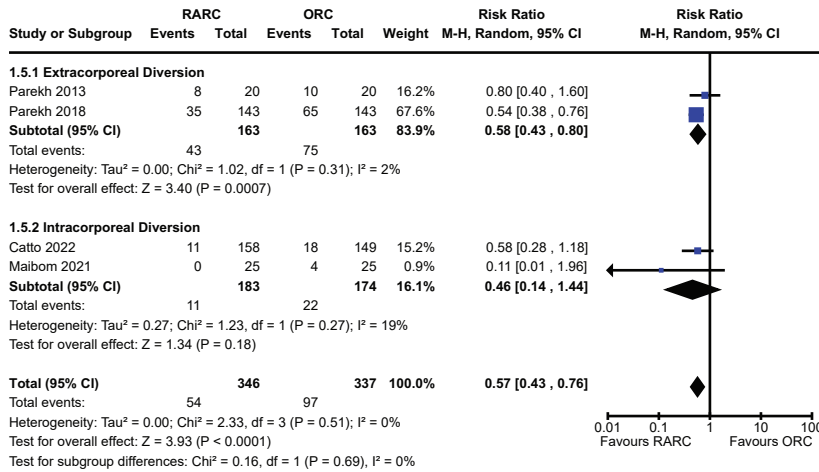 RARC ORC Risk Ratio Risk Ratio
Study or Subgroup Events Total Events Total Weight M-H, Random, 95% CI M-H, Random, 95% CI
1.5.1 Extracorporeal Diversion
Parekh 2013 8 20 10 20 16.2% 0.80 [0.40 , 1.60]
Parekh 2018 35 143 65 143 67.6% 0.54 [0.38 , 0.76]
Subtotal (95% CI) 163 163 83.9% 0.58 [0.43 , 0.80]
Total events: 43 75
Heterogeneity: Tau² = 0.00; Chi² = 1.02, df = 1 (P = 0.31); I² = 2%
Test for overall effect: Z = 3.40 (P = 0.0007)
1.5.2 Intracorporeal Diversion
Catto 2022 11 158 18 149 15.2% 0.58 [0.28 , 1.18]
Maibom 2021 0 25 4 25 0.9% 0.11 [0.01 , 1.96]
Subtotal (95% CI) 183 174 16.1% 0.46 [0.14 , 1.44]
Total events: 11 22
Heterogeneity: Tau² = 0.27; Chi² = 1.23, df = 1 (P = 0.27); I² = 19%
Test for overall effect: Z = 1.34 (P = 0.18)
Total (95% CI) 346 337 100.0% 0.57 [0.43 , 0.76]
Total events: 54 97
Heterogeneity: Tau² = 0.00; Chi² = 2.33, df = 3 (P = 0.51); I² = 0%
0.01 0.1 1 10 100
Test for overall effect: Z = 3.93 (P < 0.0001)
Favours RARC Favours ORC
Test for subgroup differences: Chi² = 0.16, df = 1 (P = 0.69), I² = 0%